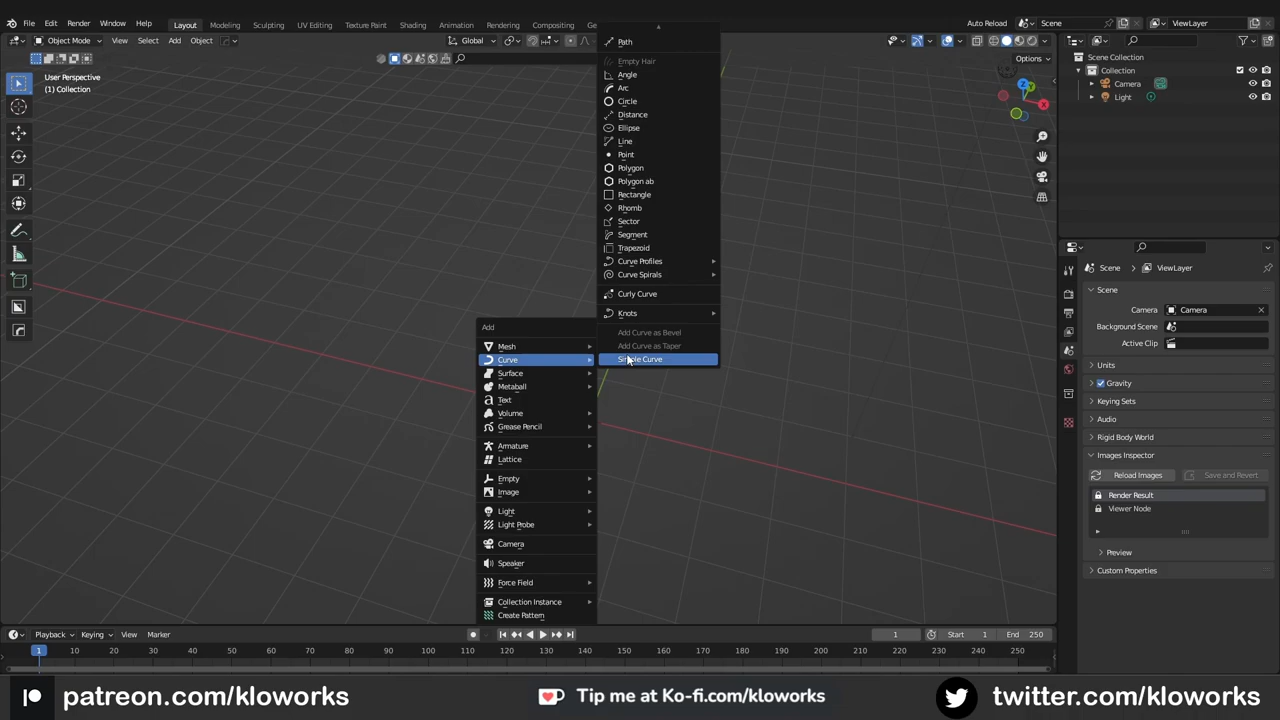 File Edit Render Window Help Layout Modeling Sculpting UV Editing Texture Paint Shading Animation Rendering Compositing Auto Reload Scene ViewLayer
Object Mode View Select Add Object Global
Options
User Perspective
(1) Collection
Path
Empty Hair
Angle
Arc
Circle
Distance
Ellipse
Line
Point
Polygon
Polygon ab
Rectangle
Rhomb
Sector
Segment
Trapezoid
Curve Profiles
Curve Spirals
Curly Curve
Knots
Add Curve as Bevel
Add Curve as Taper
Simple Curve
Add
Mesh
Curve
Surface
Metaball
Text
Volume
Grease Pencil
Armature
Lattice
Empty
Image
Light
Light Probe
Camera
Speaker
Force Field
Collection Instance
Create Pattern
Scene Collection
Collection
Camera
Light
Scene ViewLayer
Scene
Camera Camera
Background Scene
Active Clip
Units
Gravity
Keying Sets
Audio
Rigid Body World
Images Inspector
Reload Images Save and Revert
Render Result
Viewer Node
Preview
Custom Properties
Playback Keying View Marker 1 Start 1 End 250
1 10 20 30 40 50 60 70 80 90 100 110 120 130 140 150 160 170 180 190 200 210 220 230 240 250
patreon.com/kloworks Tip me at Ko-fi.com/kloworks twitter.com/kloworks